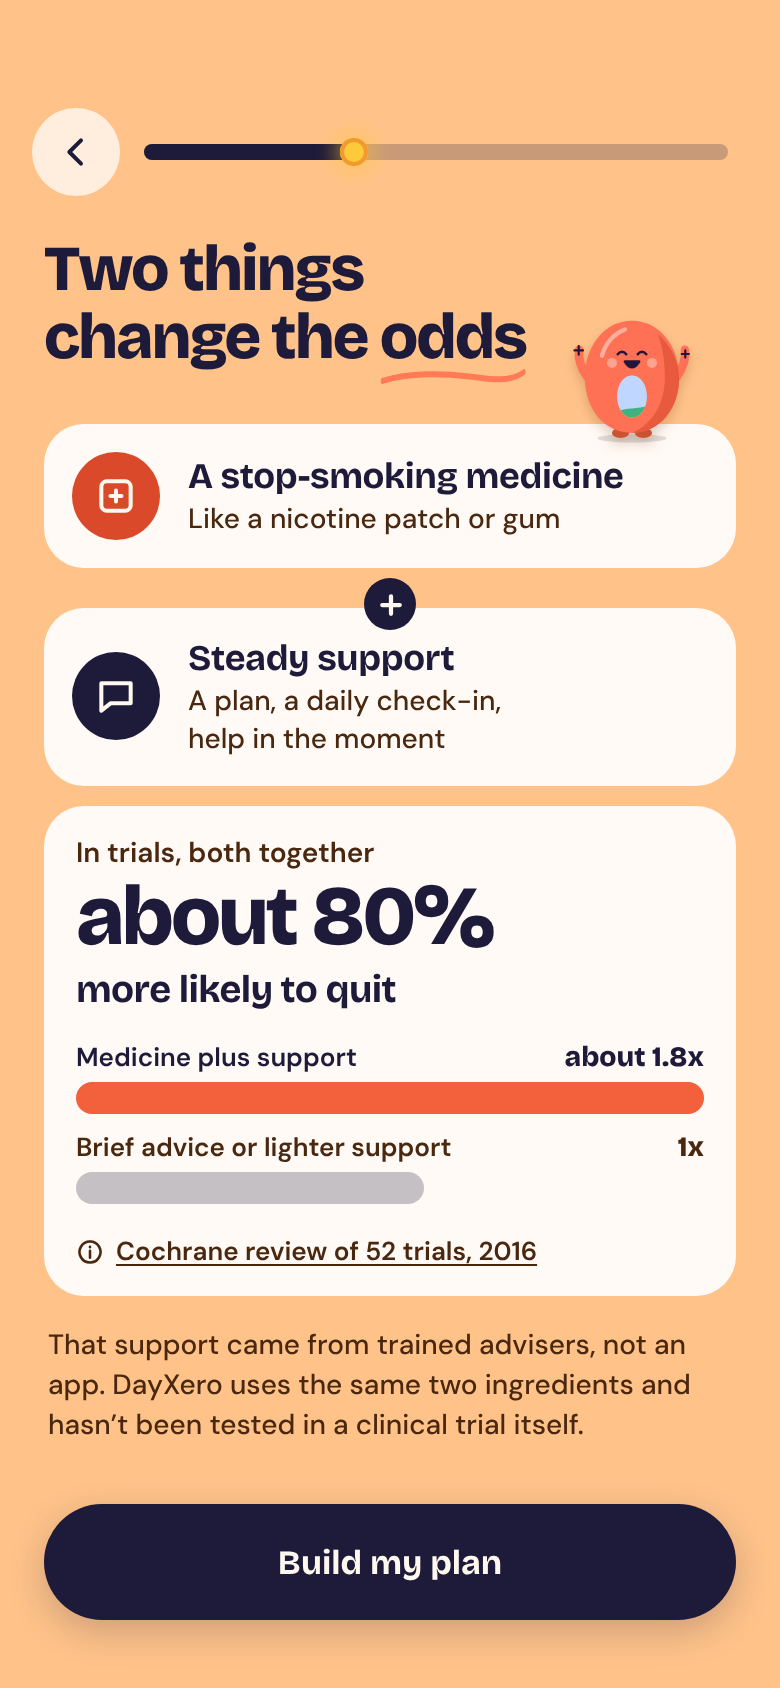 Two things
change the odds
A stop-smoking medicine
Like a nicotine patch or gum
Steady support
A plan, a daily check-in,
help in the moment
In trials, both together
about 80%
more likely to quit
Medicine plus support about 1.8x
Brief advice or lighter support 1x
Cochrane review of 52 trials, 2016
That support came from trained advisers, not an
app. DayXero uses the same two ingredients and
hasn’t been tested in a clinical trial itself.
Build my plan